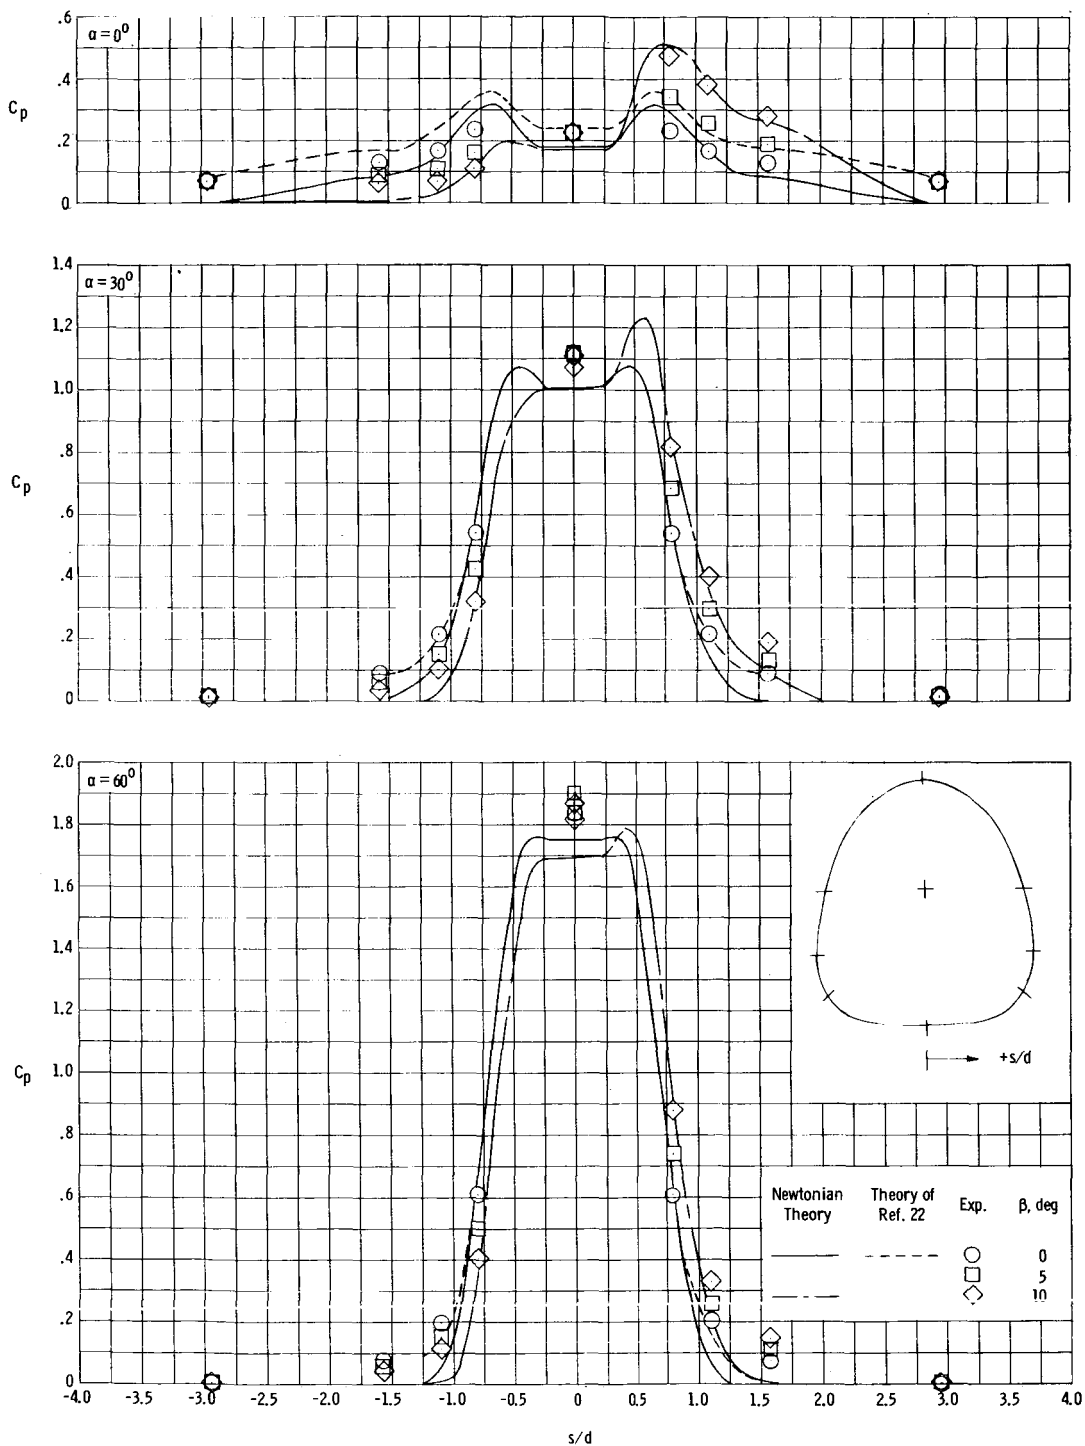 .6
α = 0°
.4
Cp
.2
0
1.4
α = 30°
1.2
1.0
.8
Cp
.6
.4
.2
0
2.0
α = 60°
1.8
1.6
1.4
1.2
+s/d
Cp
1.0
.8
.6
.4
.2
0
Newtonian Theory of Exp. β, deg
Theory Ref. 22
0
5
10
-4.0 -3.5 -3.0 -2.5 -2.0 -1.5 -1.0 -0.5 0 0.5 1.0 1.5 2.0 2.5 3.0 3.5 4.0
s/d